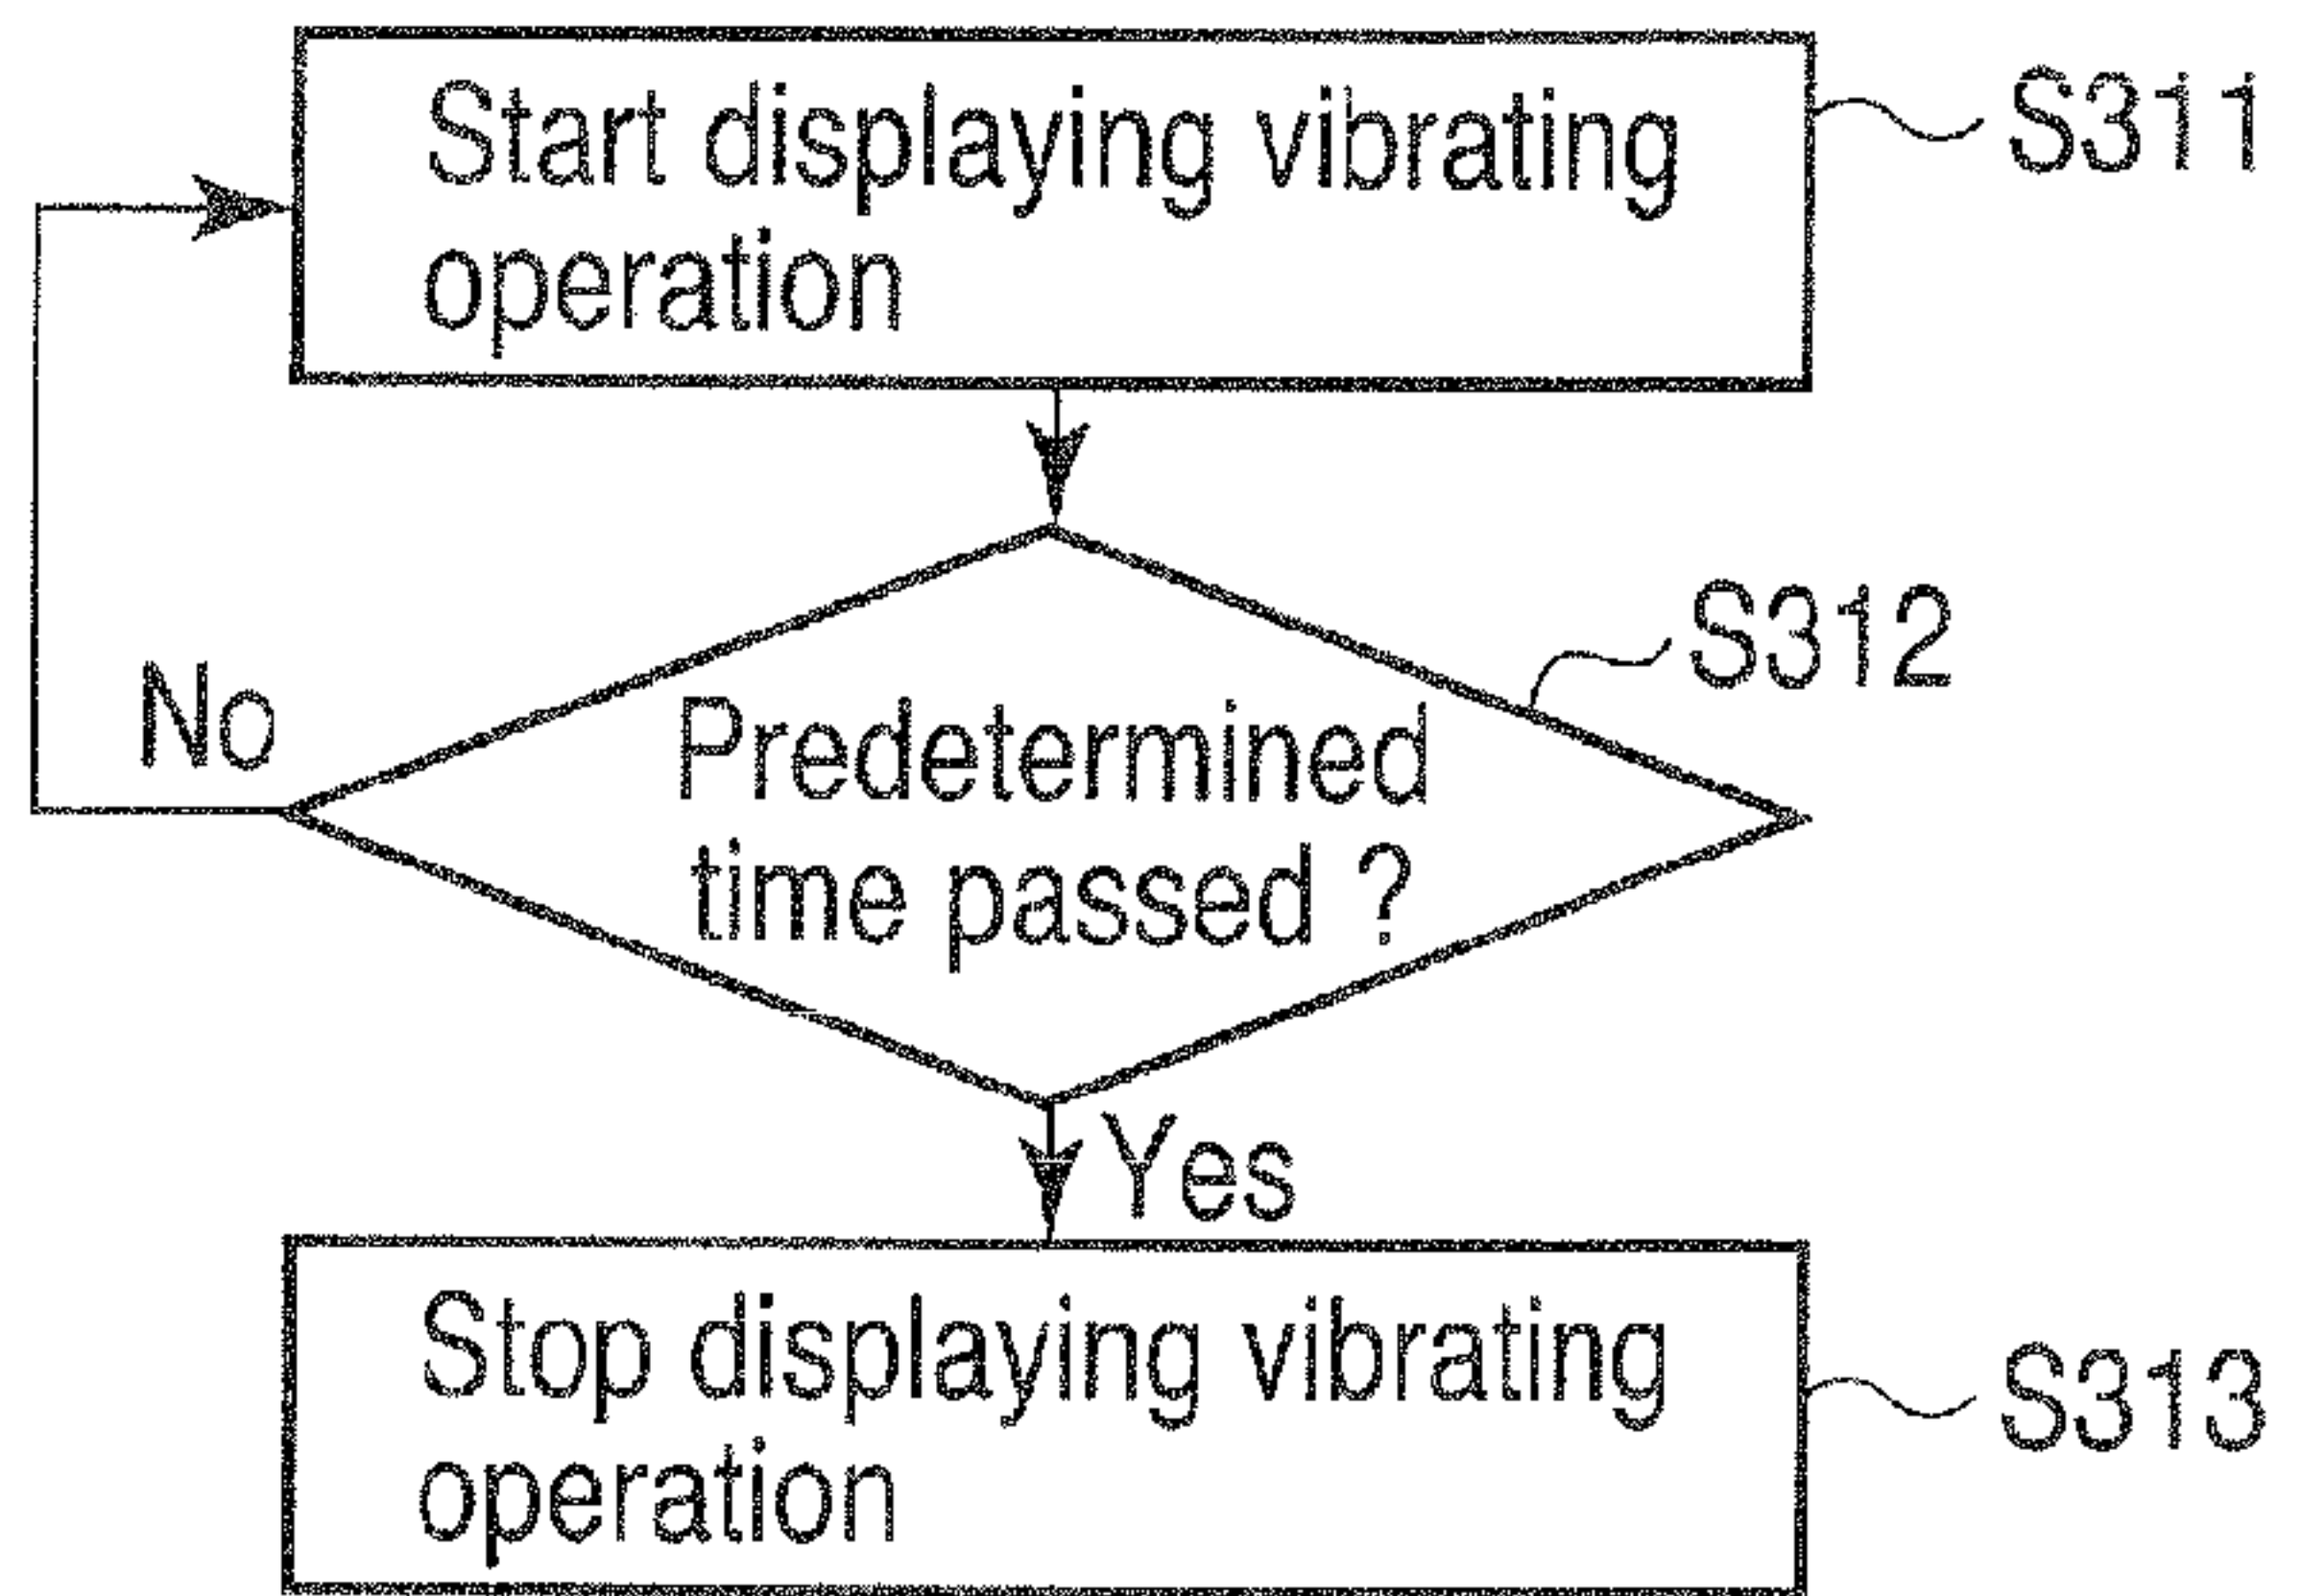 Start displaying vibrating
operation
S311
No
S312
Predetermined
time passed ?
Yes
Stop displaying vibrating
operation
S313